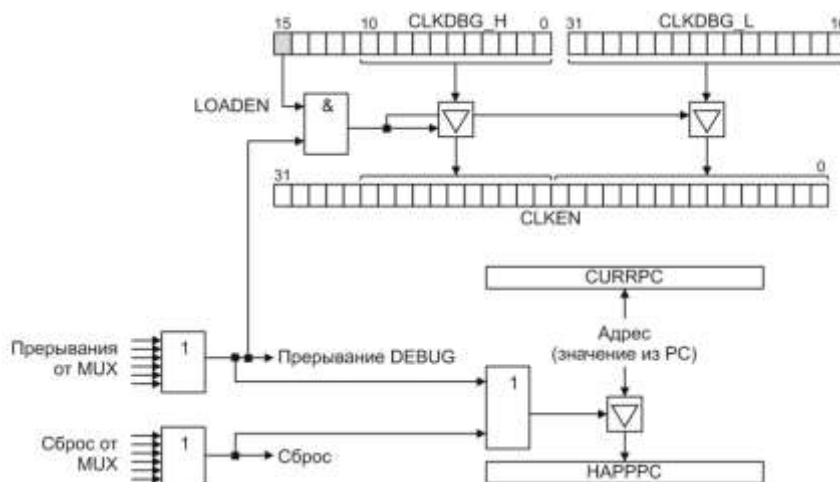 CLKDBG_H CLKDBG_L
15 10 0 31
LOADEN &
31 0
CLKEN
CURRPC
Прерывания
от MUX
1
Прерывание DEBUG
Адрес
(значение из PC)
1
Сброс от
MUX
1
Сброс
HAPPPC